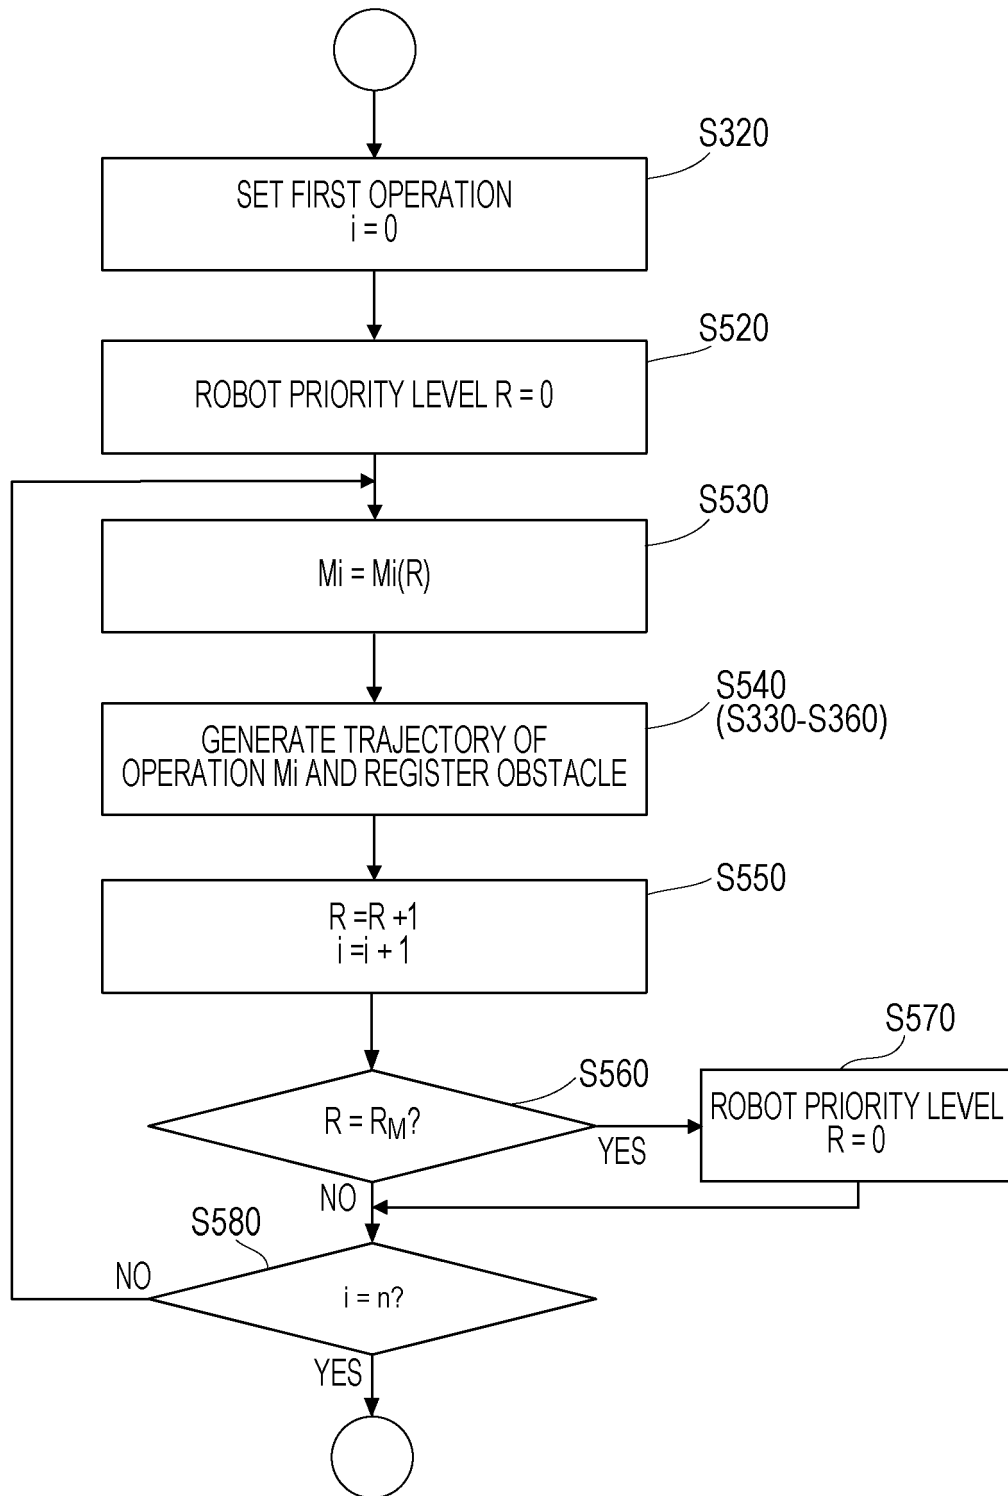 S320
SET FIRST OPERATION
i = 0
S520
ROBOT PRIORITY LEVEL R = 0
S530
Mi = Mi(R)
S540
(S330-S360)
GENERATE TRAJECTORY OF
OPERATION Mi AND REGISTER OBSTACLE
S550
R =R +1
i =i + 1
S560
R = RM?
YES
S570
ROBOT PRIORITY LEVEL
R = 0
NO
S580
i = n?
NO
YES